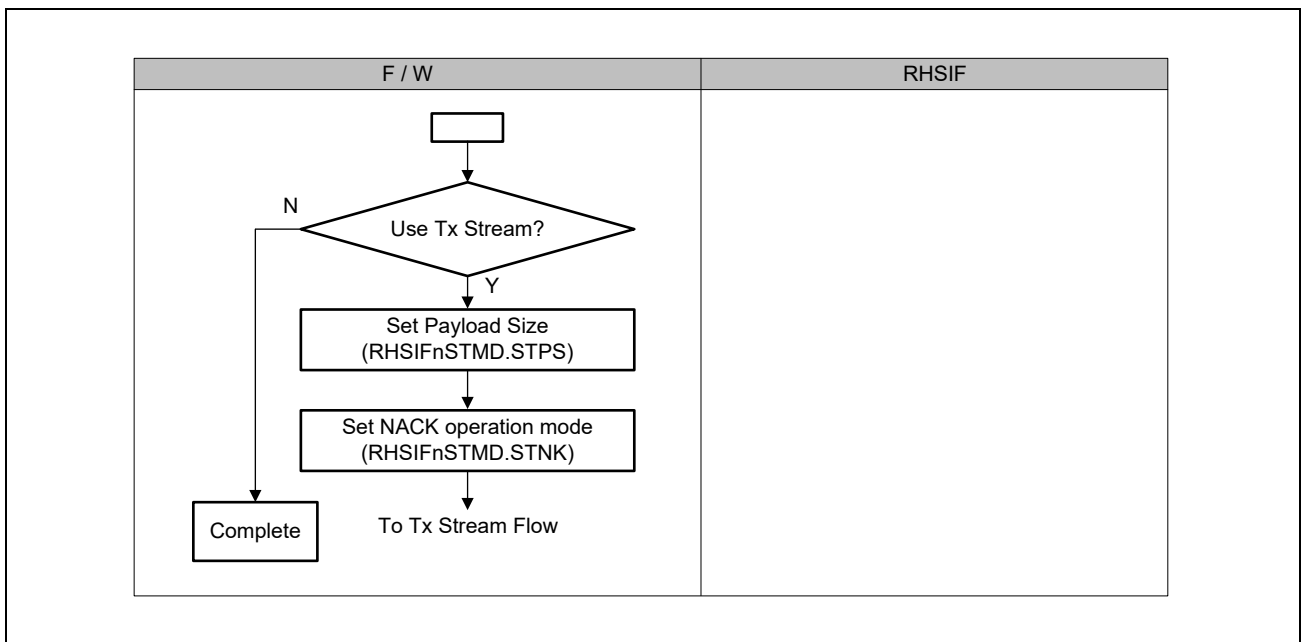 F / W
RHSIF
N
Use Tx Stream?
Y
Set Payload Size
(RHSIFnSTMD.STPS)
Set NACK operation mode
(RHSIFnSTMD.STNK)
Complete
To Tx Stream Flow